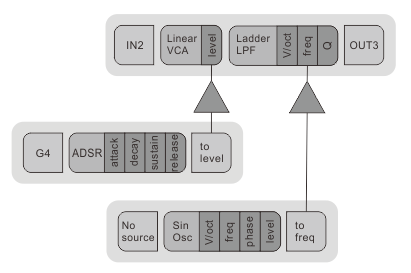 IN2
Linear
VCA
level
Ladder
LPF
V/oct
freq
Q
OUT3
G4
ADSR
attack
decay
sustain
release
to
level
No
source
Sin
Osc
V/oct
freq
phase
level
to
freq